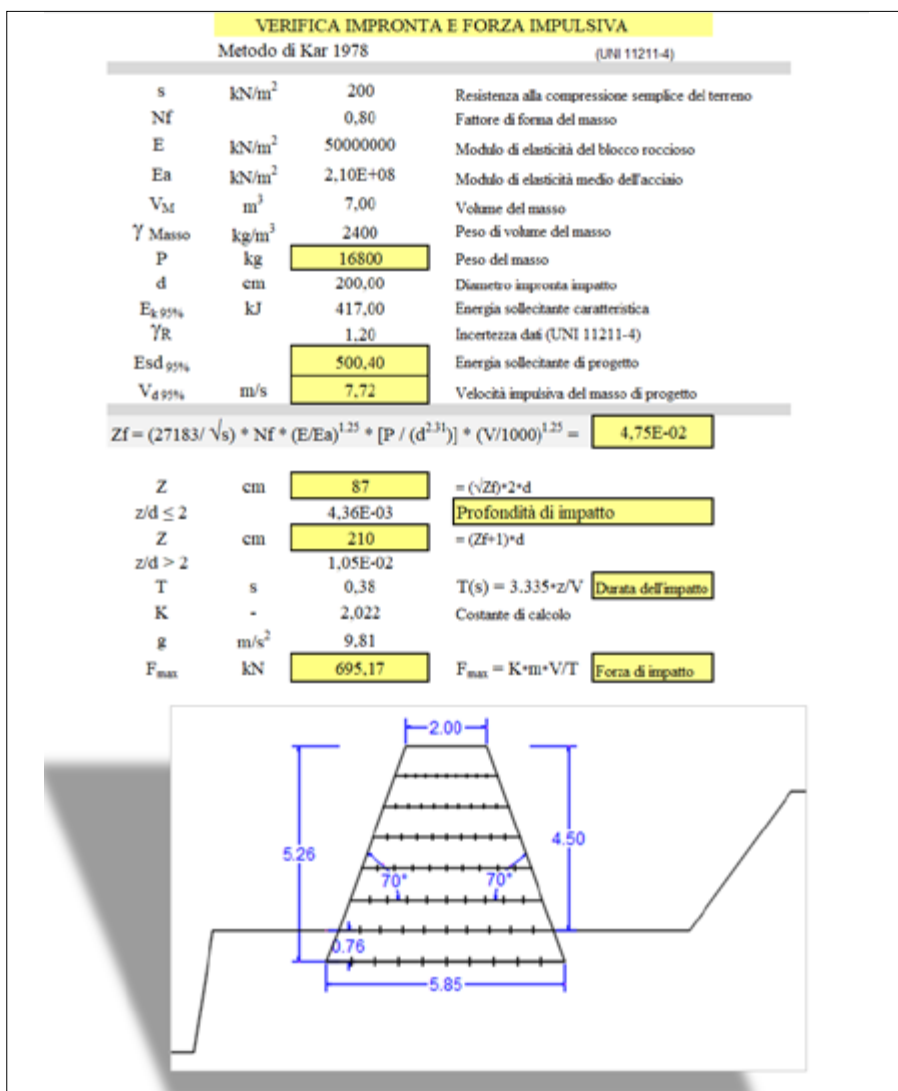 VERIFICA IMPRONTA E FORZA IMPULSIVA
Metodo di Kar 1978 (UNI 11211-4)
s kN/m² 200 Resistenza alla compressione semplice del terreno
Nf 0,80 Fattore di forma del masso
E kN/m² 50000000 Modulo di elasticità del blocco roccioso
Ea kN/m² 2,10E+08 Modulo di elasticità medio dell'acciaio
V_M m³ 7,00 Volume del masso
γ Masso kg/m³ 2400 Peso di volume del masso
P kg 16800 Peso del masso
d cm 200,00 Diametro impronta impatto
E_k 95% kJ 417,00 Energia sollecitante caratteristica
γR 1,20 Incertezza dati (UNI 11211-4)
Esd 95% 500,40 Energia sollecitante di progetto
V_d 95% m/s 7,72 Velocità impulsiva del masso di progetto
Zf = (27183/ √s) * Nf * (E/Ea)^1.25 * [P / (d^2.31)] * (V/1000)^1.25 = 4,75E-02
Z cm 87 = (√Zf)*2*d
z/d ≤ 2 4,36E-03 Profondità di impatto
Z cm 210 = (Zf+1)*d
z/d > 2 1,05E-02
T s 0,38 T(s) = 3.335*z/V Durata dell'impatto
K - 2,022 Costante di calcolo
g m/s² 9,81
F_max kN 695,17 F_max = K*m*V/T Forza di impatto
2.00
5.26
4.50
70° 70°
0.76
5.85